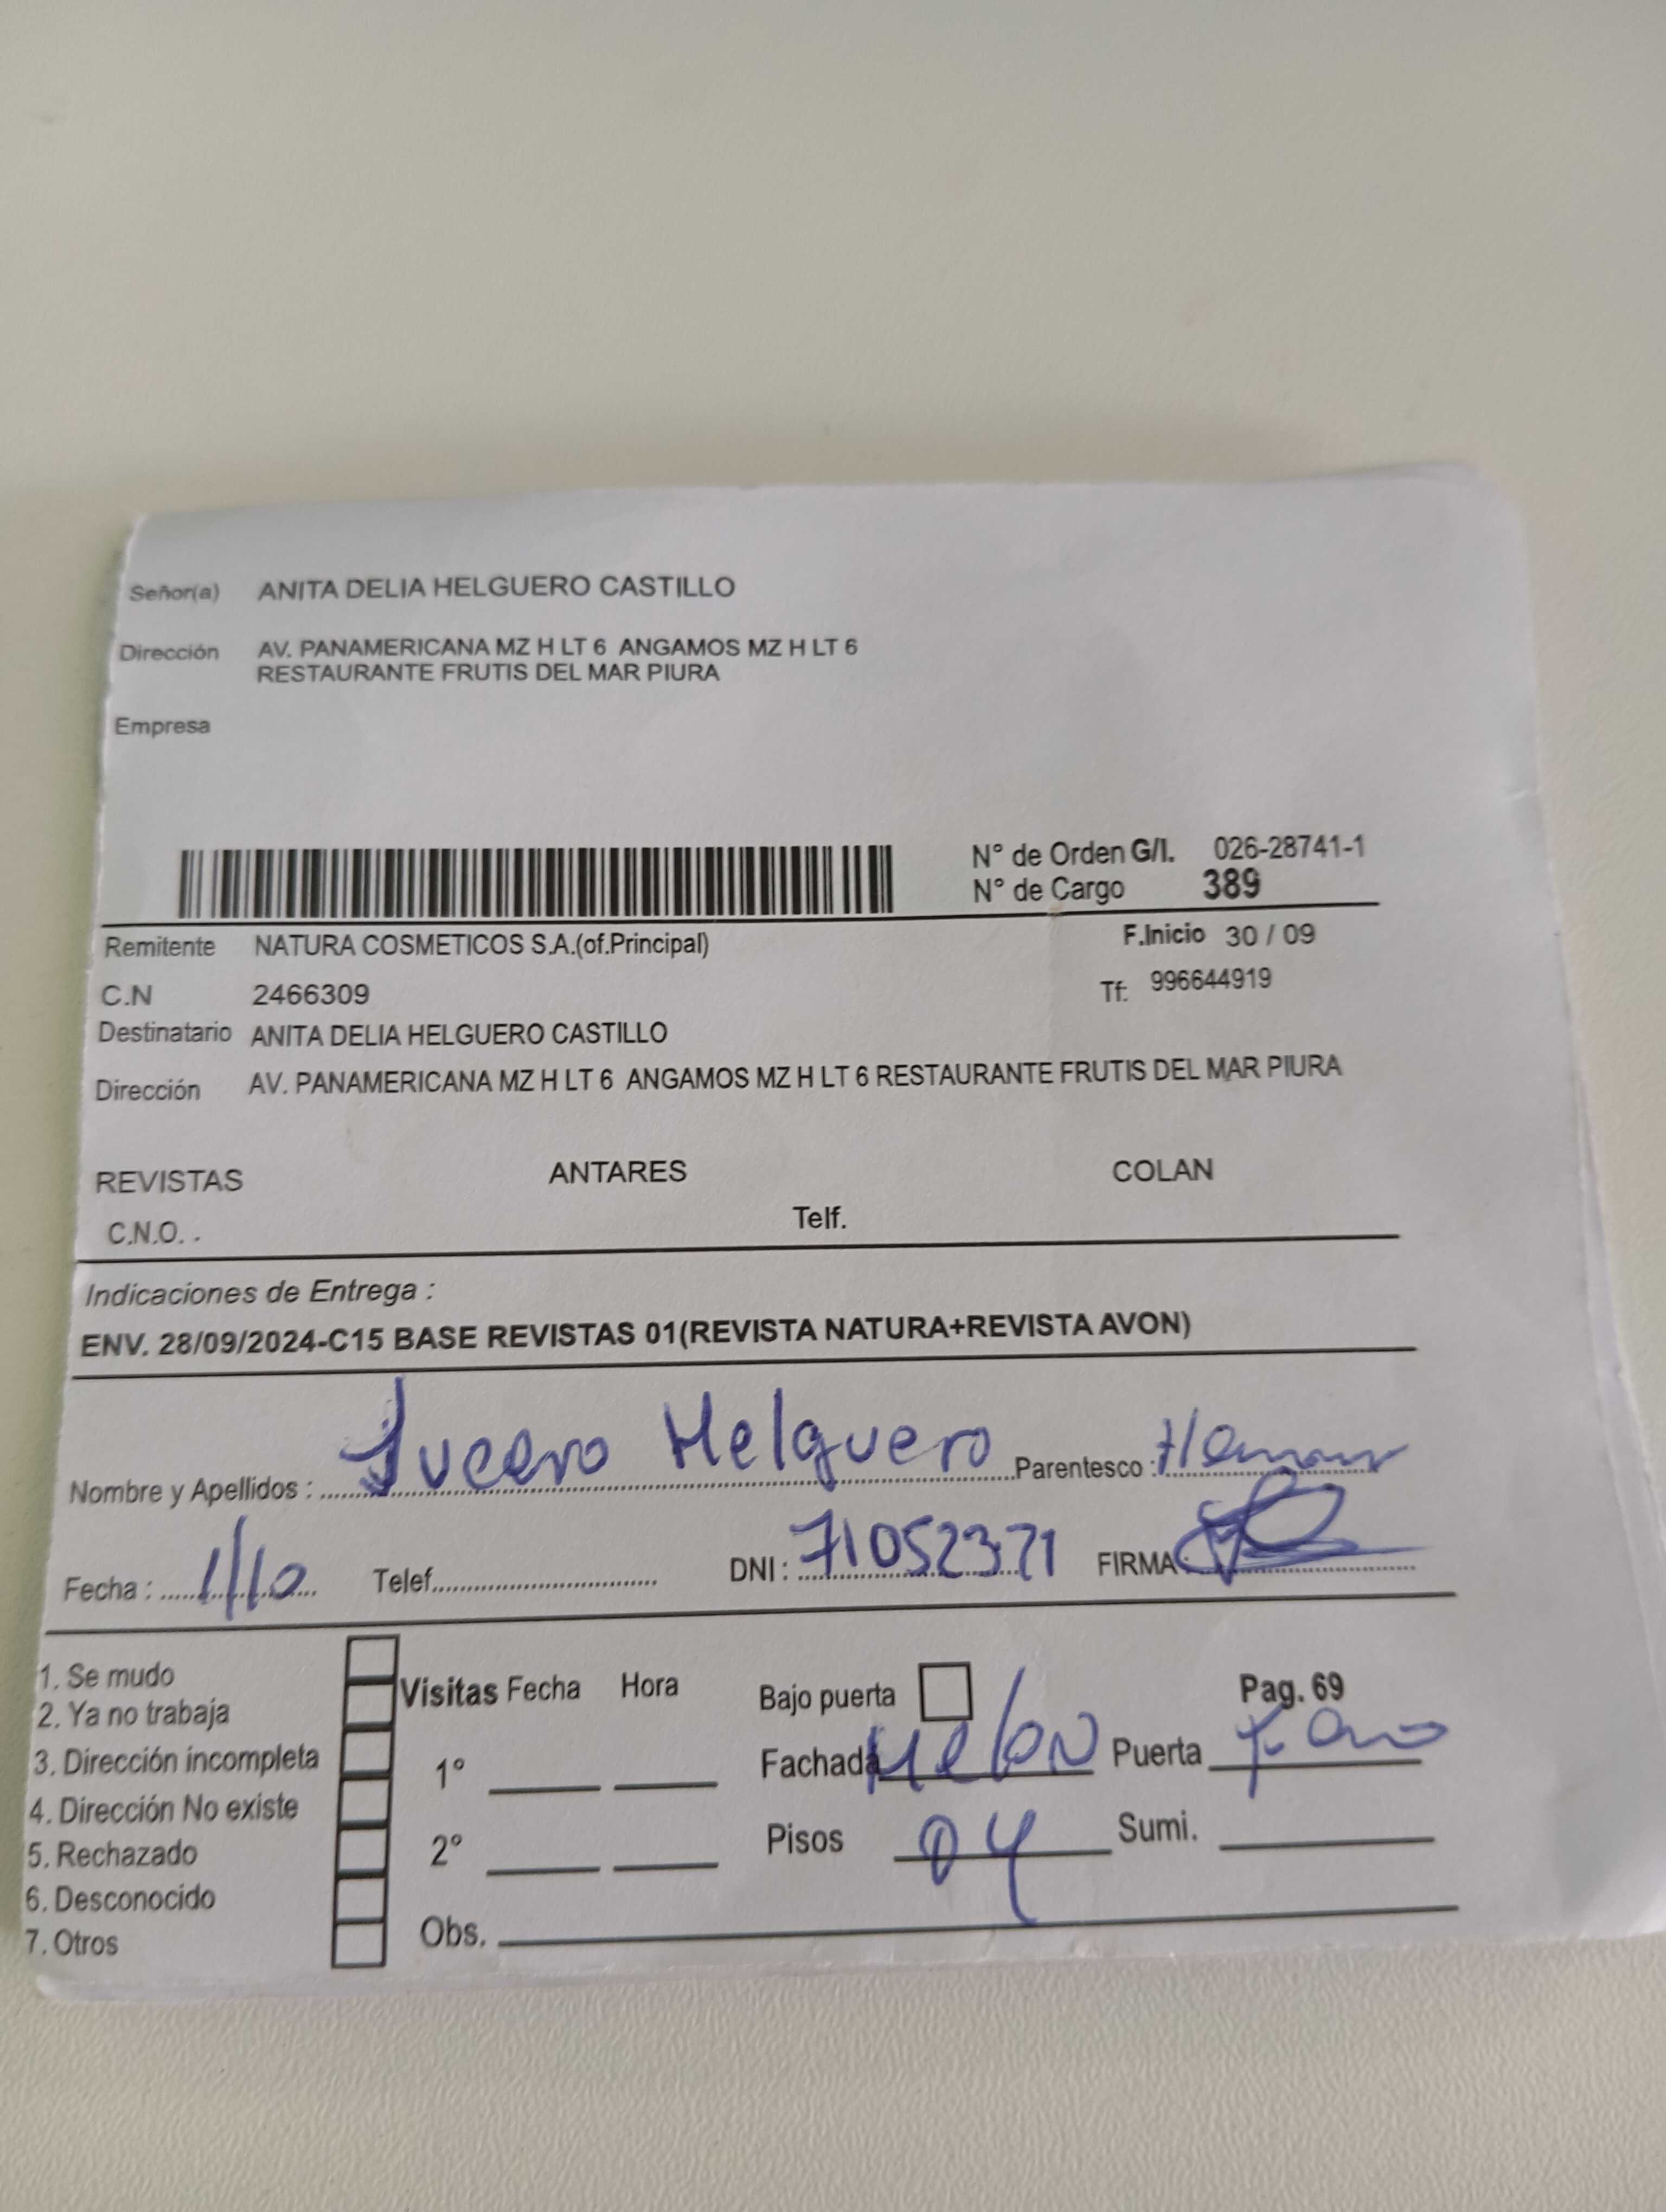 Señor(a) ANITA DELIA HELGUERO CASTILLO
Dirección AV. PANAMERICANA MZ H LT 6 ANGAMOS MZ H LT 6
RESTAURANTE FRUTIS DEL MAR PIURA
Empresa
N° de Orden G/I. 026-28741-1
N° de Cargo 389
Remitente NATURA COSMETICOS S.A.(of.Principal) F.Inicio 30 / 09
C.N 2466309 Tf: 996644919
Destinatario ANITA DELIA HELGUERO CASTILLO
Dirección AV. PANAMERICANA MZ H LT 6 ANGAMOS MZ H LT 6 RESTAURANTE FRUTIS DEL MAR PIURA
REVISTAS ANTARES COLAN
C.N.O. . Telf.
Indicaciones de Entrega :
ENV. 28/09/2024-C15 BASE REVISTAS 01(REVISTA NATURA+REVISTA AVON)
Nombre y Apellidos : Lucero Helguero Parentesco :
Fecha : 1/10 Telef. DNI : 71052371 FIRMA :
1. Se mudo
2. Ya no trabaja
3. Dirección incompleta
4. Dirección No existe
5. Rechazado
6. Desconocido
7. Otros
Visitas Fecha Hora
1°
2°
Obs.
Bajo puerta Pag. 69
Fachada Melon Puerta
Pisos 04 Sumi.